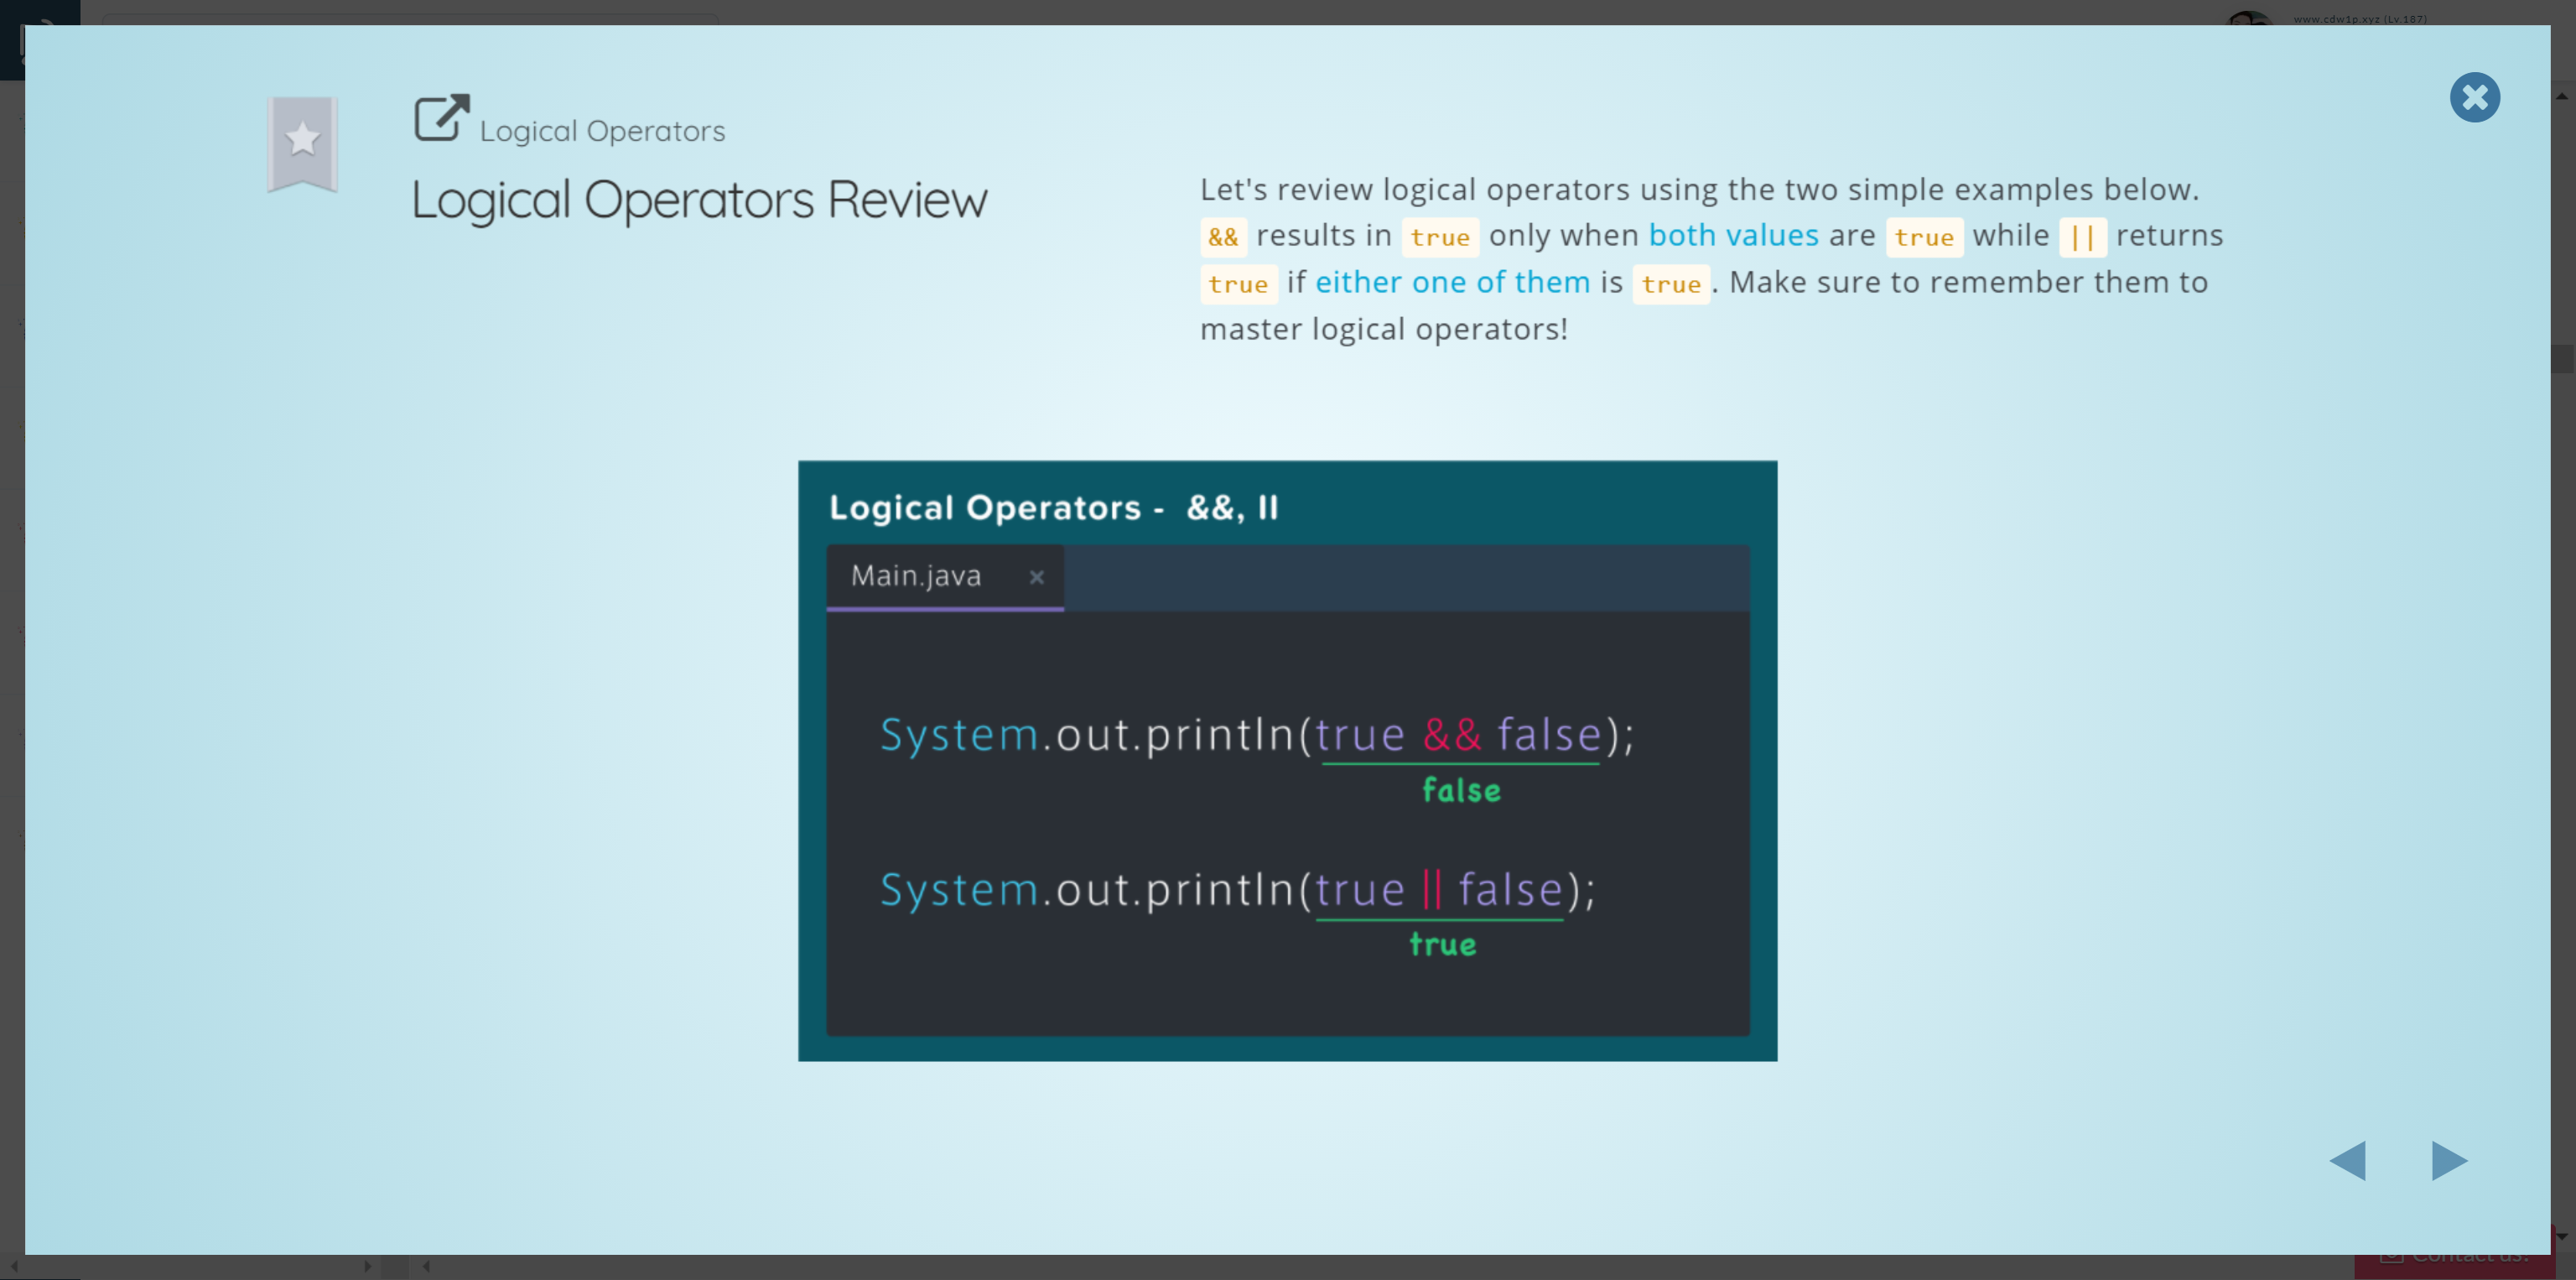 www.cdw1p.xyz (Lv.187)
Logical Operators
Logical Operators Review
Let's review logical operators using the two simple examples below.
&& results in true only when both values are true while || returns
true if either one of them is true. Make sure to remember them to
master logical operators!
Logical Operators - &&, ||
Main.java ×
System.out.println(true && false);
false
System.out.println(true || false);
true
Contact us!